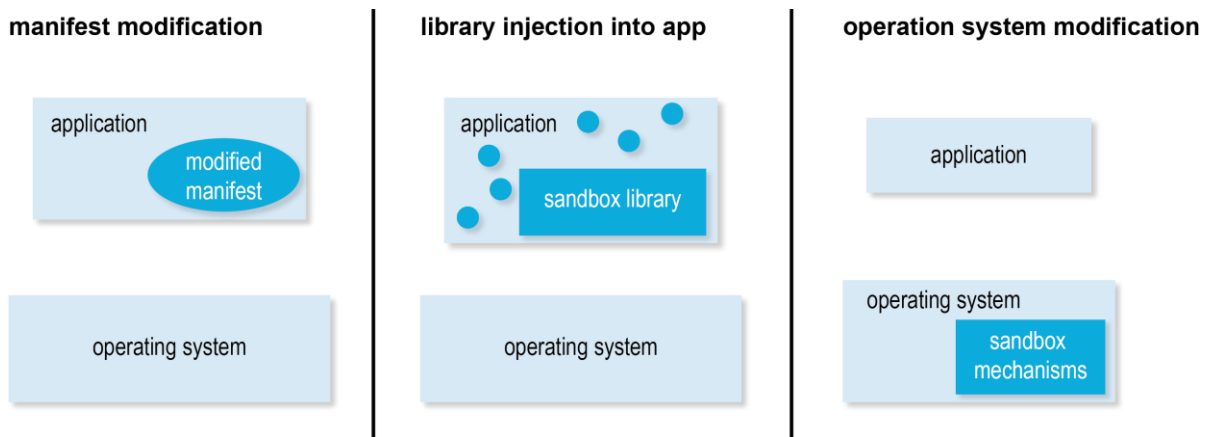 manifest modification
application
modified
manifest
operating system
library injection into app
application
sandbox library
operating system
operation system modification
application
operating system
sandbox
mechanisms